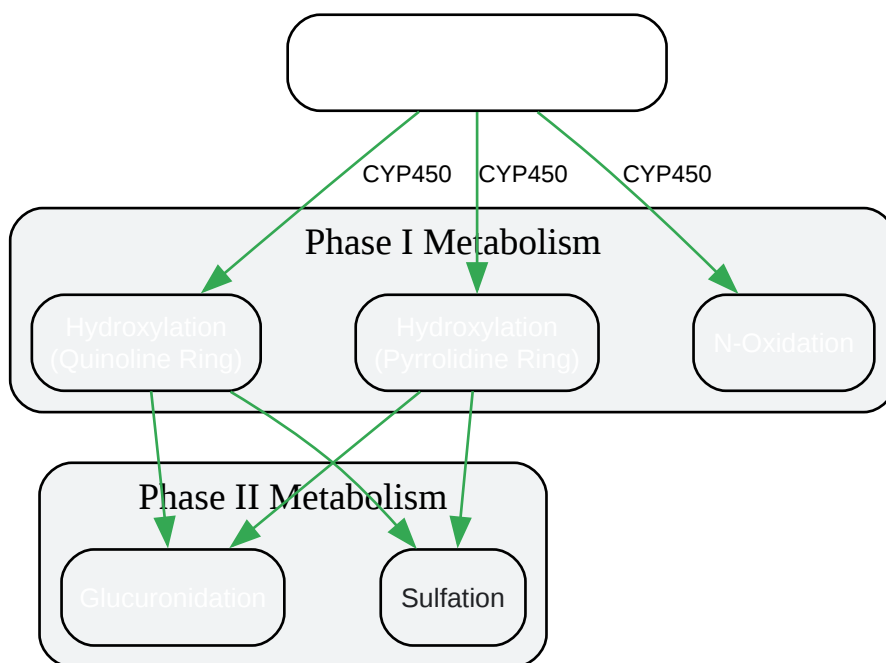 CYP450 CYP450 CYP450
Phase I Metabolism
Hydroxylation
(Quinoline Ring)
Hydroxylation
(Pyrrolidine Ring)
N-Oxidation
Phase II Metabolism
Glucuronidation
Sulfation